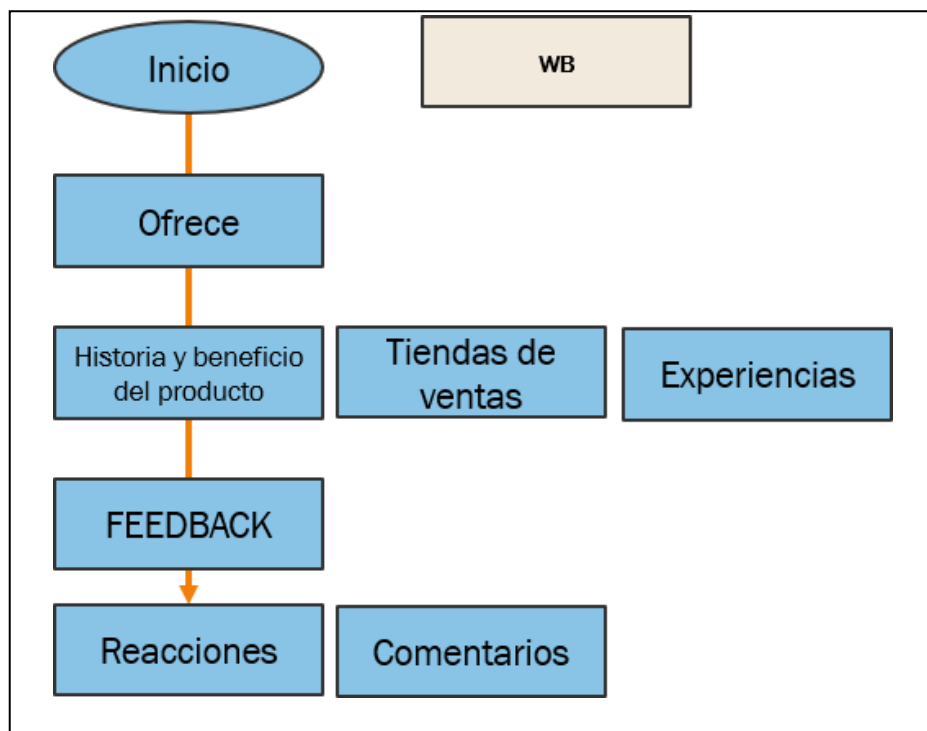 Inicio
WB
Ofrece
Historia y beneficio
del producto
Tiendas de
ventas
Experiencias
FEEDBACK
Reacciones
Comentarios